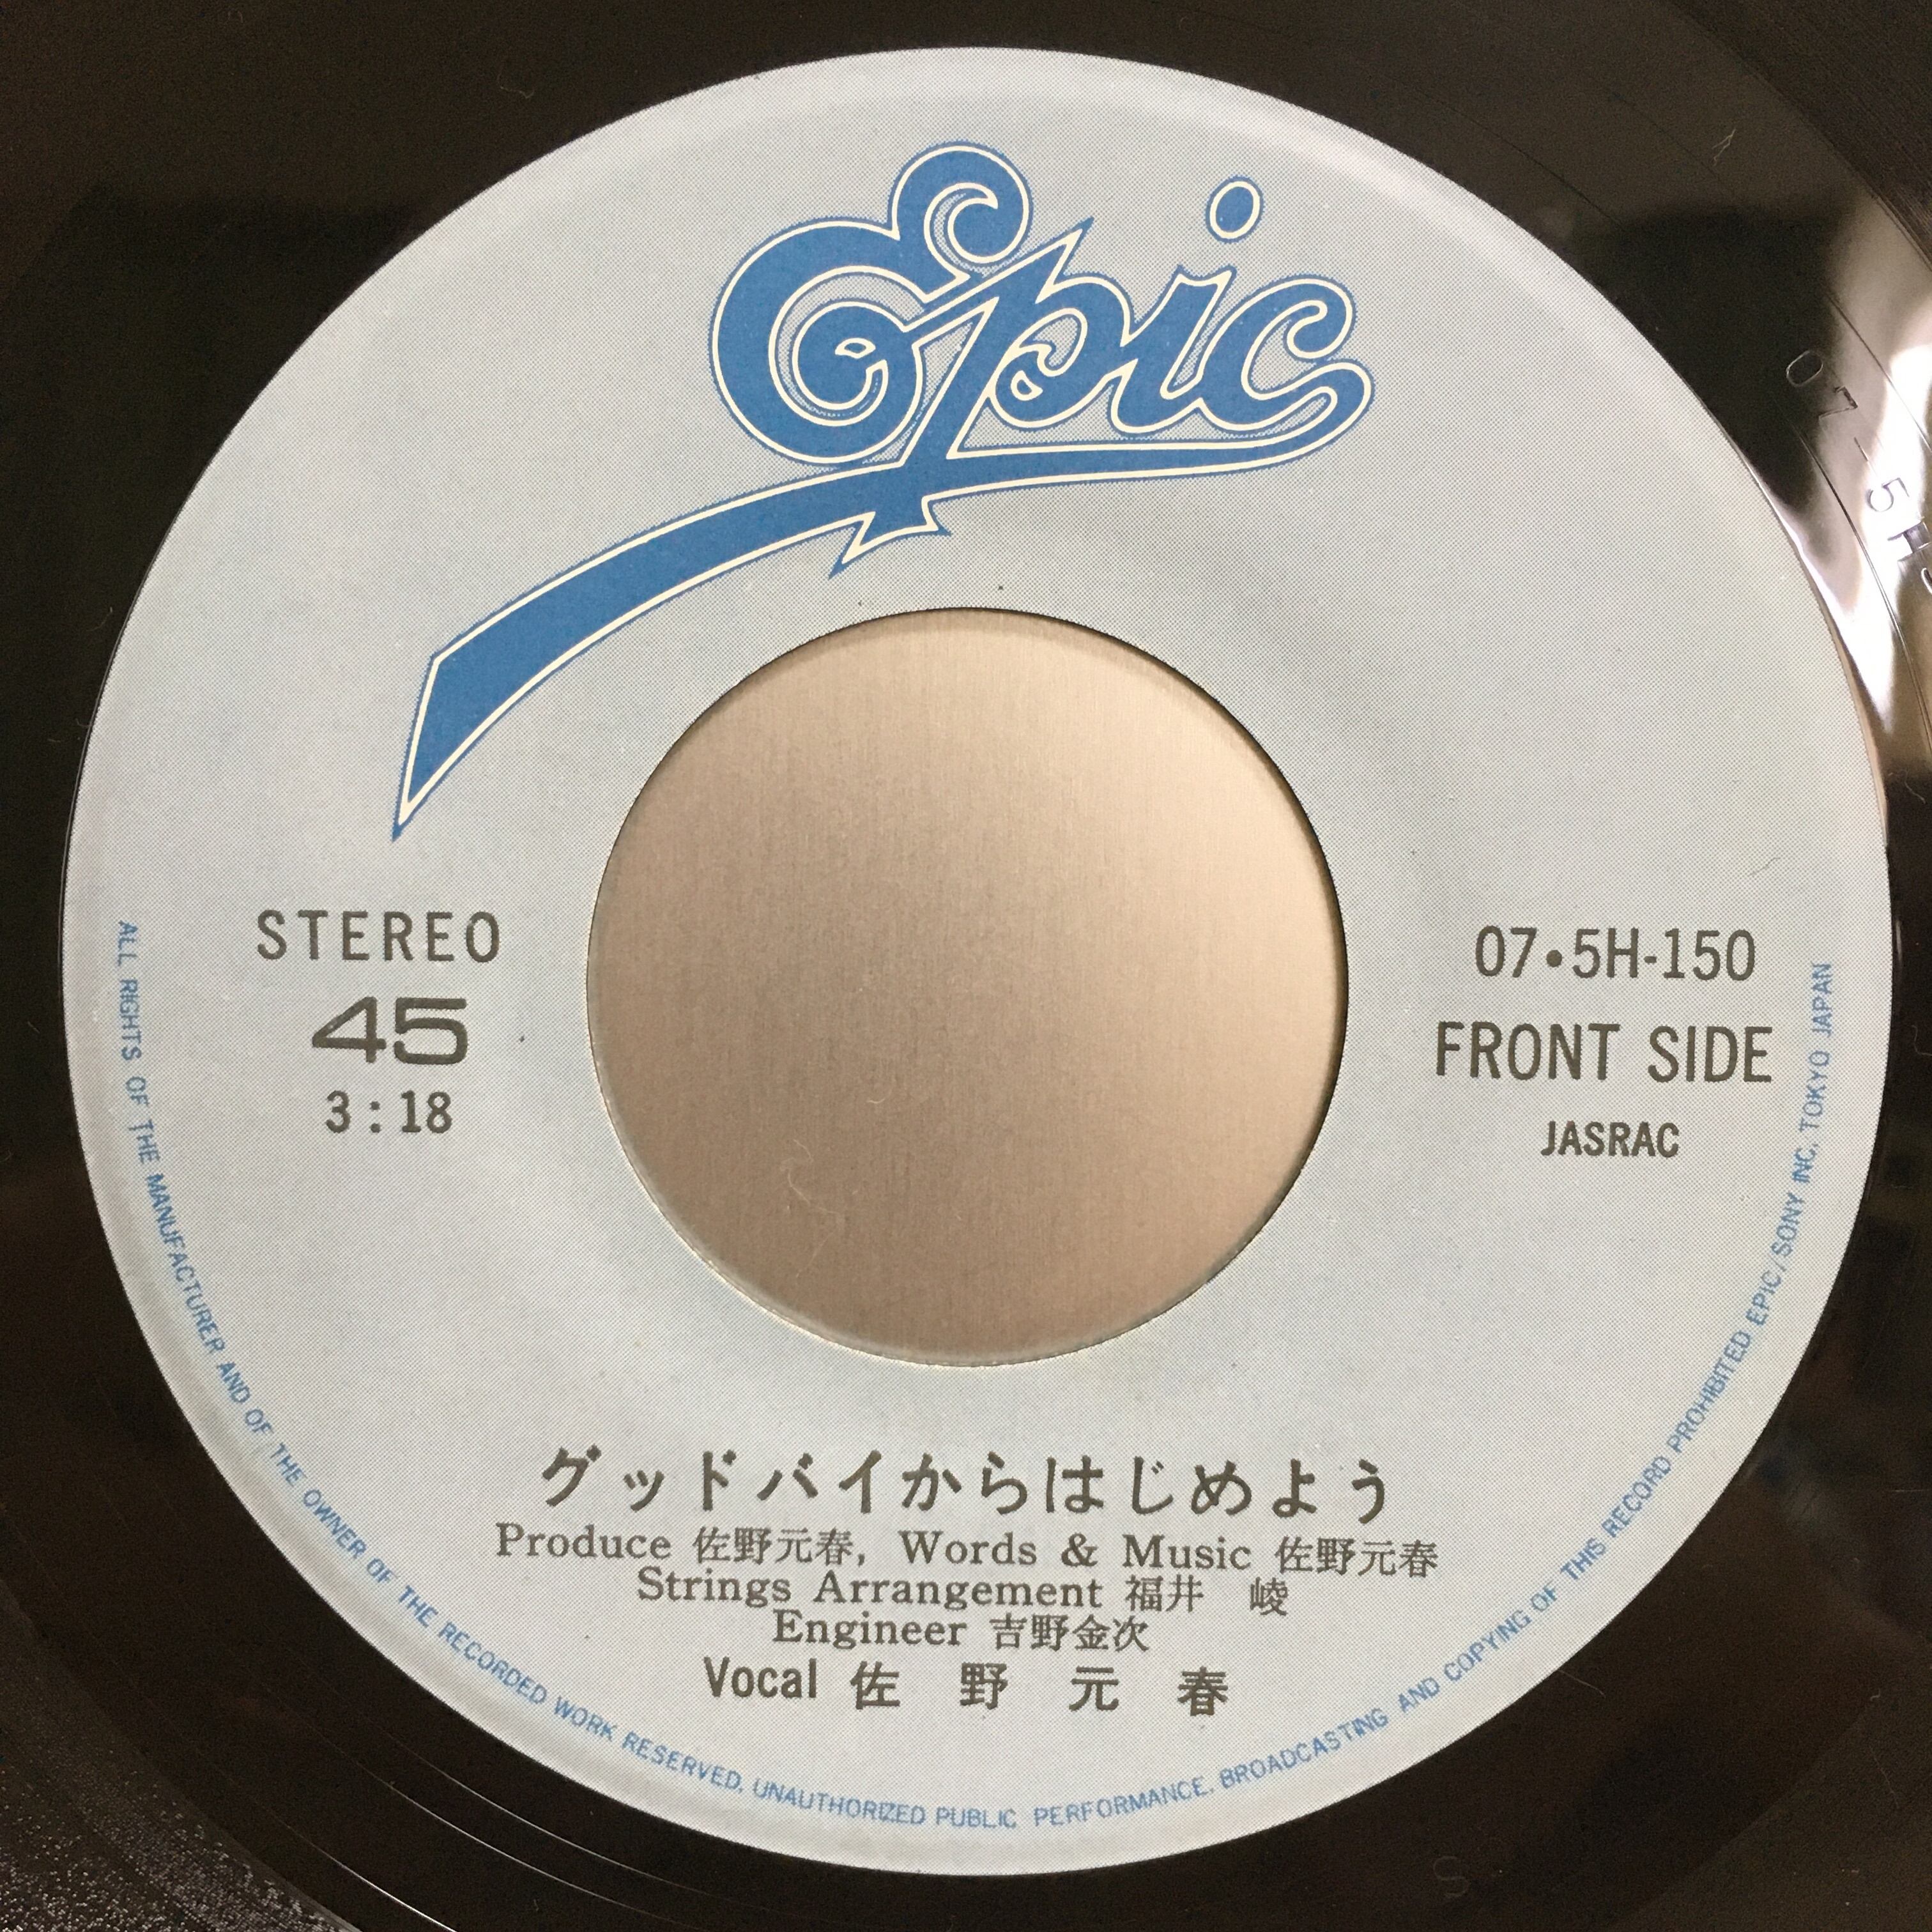 Epic
STEREO
45
3:18
07•5H-150
FRONT SIDE
JASRAC
グッドバイからはじめよう
Produce 佐野元春, Words & Music 佐野元春
Strings Arrangement 福井 崚
Engineer 吉野金次
Vocal 佐野元春
ALL RIGHTS OF THE MANUFACTURER AND OF THE OWNER OF THE RECORDED WORK RESERVED. UNAUTHORIZED PUBLIC PERFORMANCE. BROADCASTING AND COPYING OF THIS RECORD PROHIBITED EPIC/SONY INC. TOKYO JAPAN